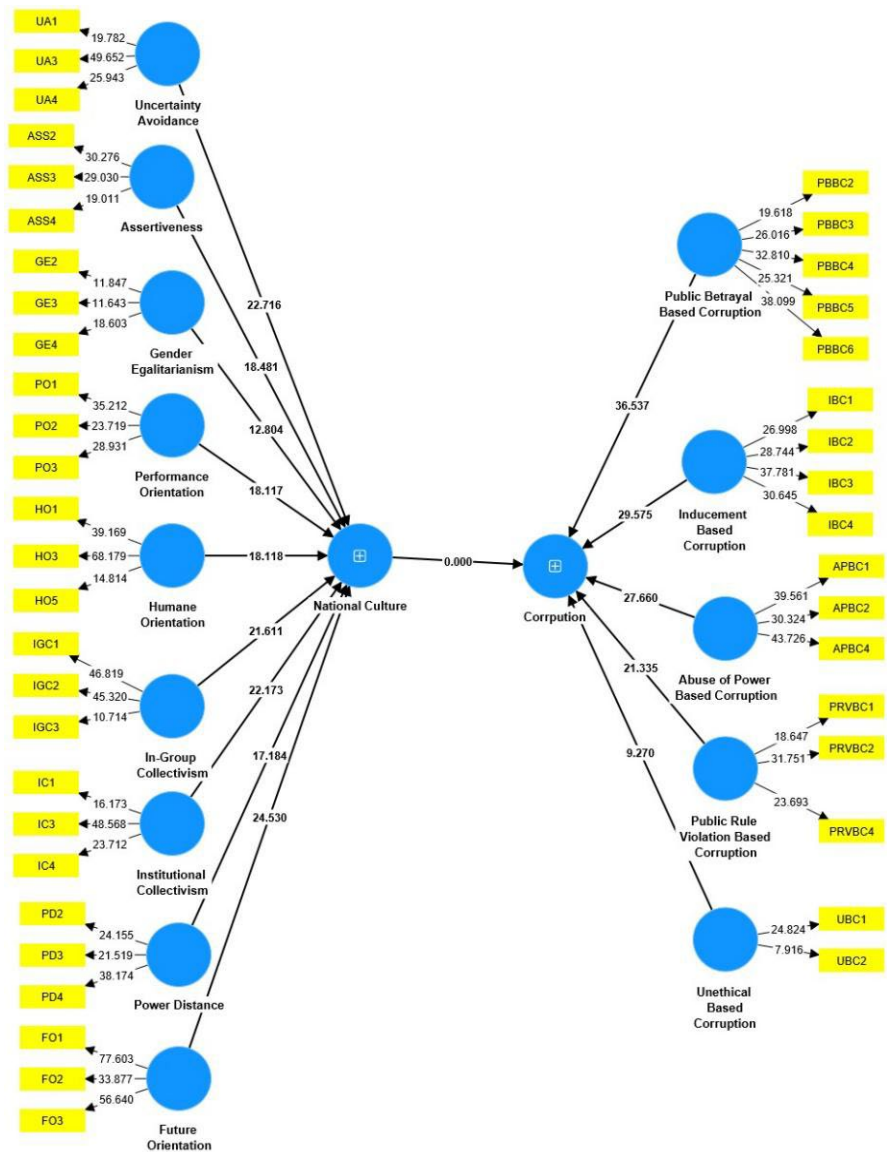 UA1
19.782
UA3
49.652
UA4
25.943
Uncertainty
Avoidance
ASS2
30.276
ASS3
29.030
ASS4
19.011
Assertiveness
GE2
11.847
GE3
11.643
GE4
18.603
Gender
Egalitarianism
PO1
35.212
PO2
23.719
PO3
28.931
Performance
Orientation
HO1
39.169
HO3
68.179
HO5
14.814
Humane
Orientation
IGC1
46.819
IGC2
45.320
IGC3
10.714
In-Group
Collectivism
IC1
16.173
IC3
48.568
IC4
23.712
Institutional
Collectivism
PD2
24.155
PD3
21.519
PD4
38.174
Power Distance
FO1
77.603
FO2
33.877
FO3
56.640
Future
Orientation
22.716
18.481
12.804
18.117
18.118
21.611
22.173
17.184
24.530
National Culture
0.000
Corrpution
36.537
29.575
27.660
21.335
9.270
PBBC2
19.618
PBBC3
26.016
PBBC4
32.810
PBBC5
25.321
PBBC6
38.099
Public Betrayal
Based Corruption
IBC1
26.998
IBC2
28.744
IBC3
37.781
IBC4
30.645
Inducement
Based
Corruption
APBC1
39.561
APBC2
30.324
APBC4
43.726
Abuse of Power
Based Corruption
PRVBC1
18.647
PRVBC2
31.751
PRVBC4
23.693
Public Rule
Violation Based
Corruption
UBC1
24.824
UBC2
7.916
Unethical
Based
Corruption